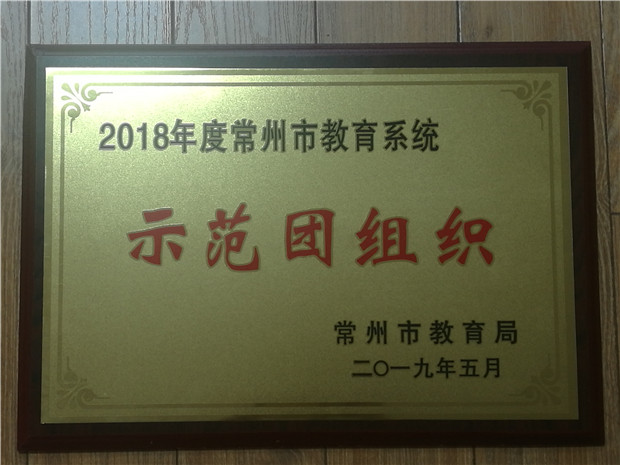 2018年度常州市教育系统
示范团组织
常州市教育局
二〇一九年五月